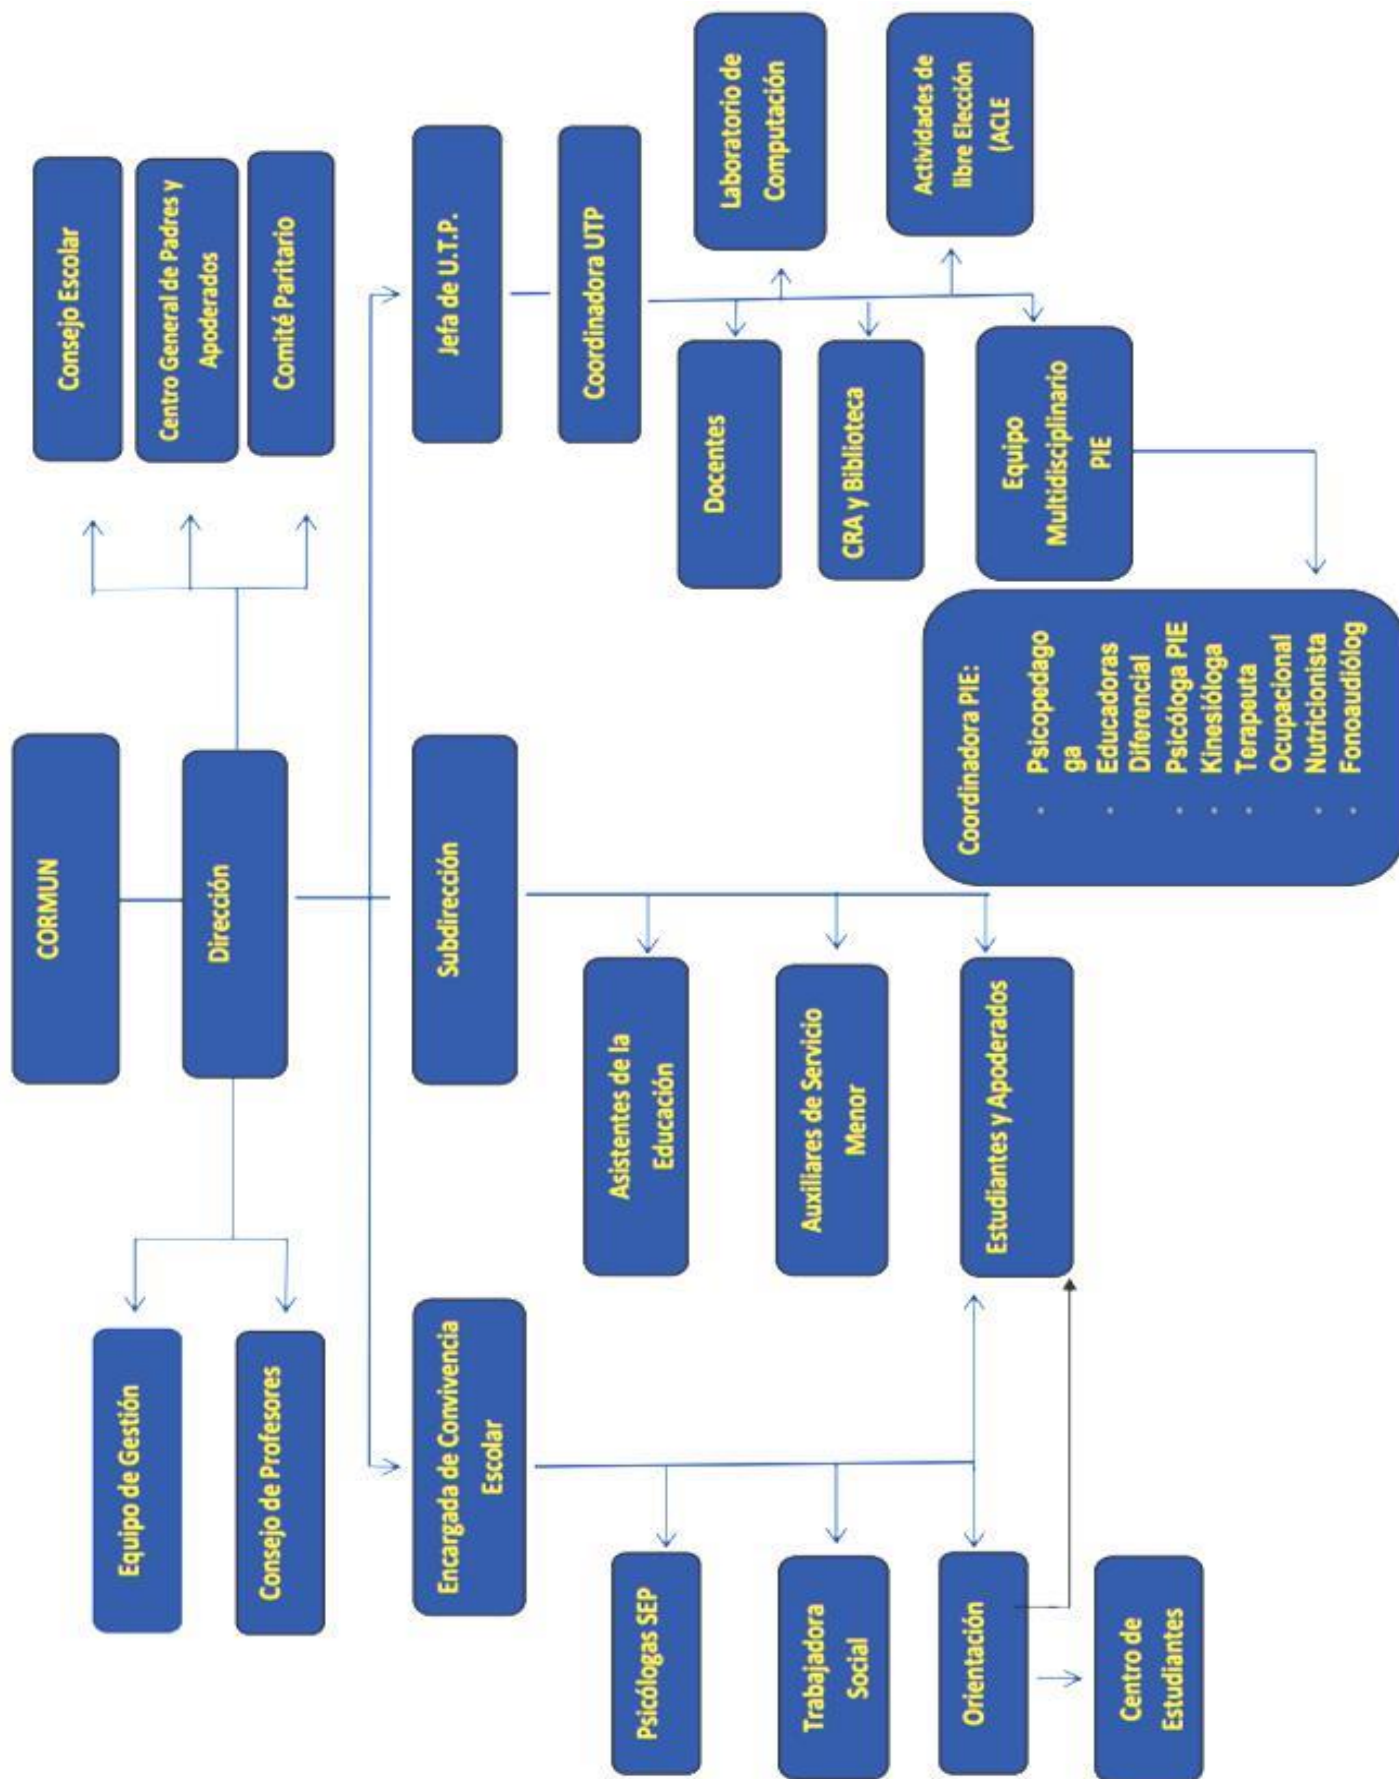 CORMUN
Dirección
Equipo de Gestión
Consejo de Profesores
Consejo Escolar
Centro General de Padres y
Apoderados
Comité Paritario
Encargada de Convivencia
Escolar
Subdirección
Jefa de U.T.P.
Coordinadora UTP
Psicólogas SEP
Trabajadora
Social
Orientación
Centro de
Estudiantes
Asistentes de la
Educación
Auxiliares de Servicio
Menor
Estudiantes y Apoderados
Docentes
Laboratorio de
Computación
CRA y Biblioteca
Actividades de
libre Elección
(ACLE
Equipo
Multidisciplinario
PIE
Coordinadora PIE:
- Psicopedago
ga
- Educadoras
Diferencial
- Psicóloga PIE
- Kinesióloga
- Terapeuta
Ocupacional
- Nutricionista
- Fonoaudiólog